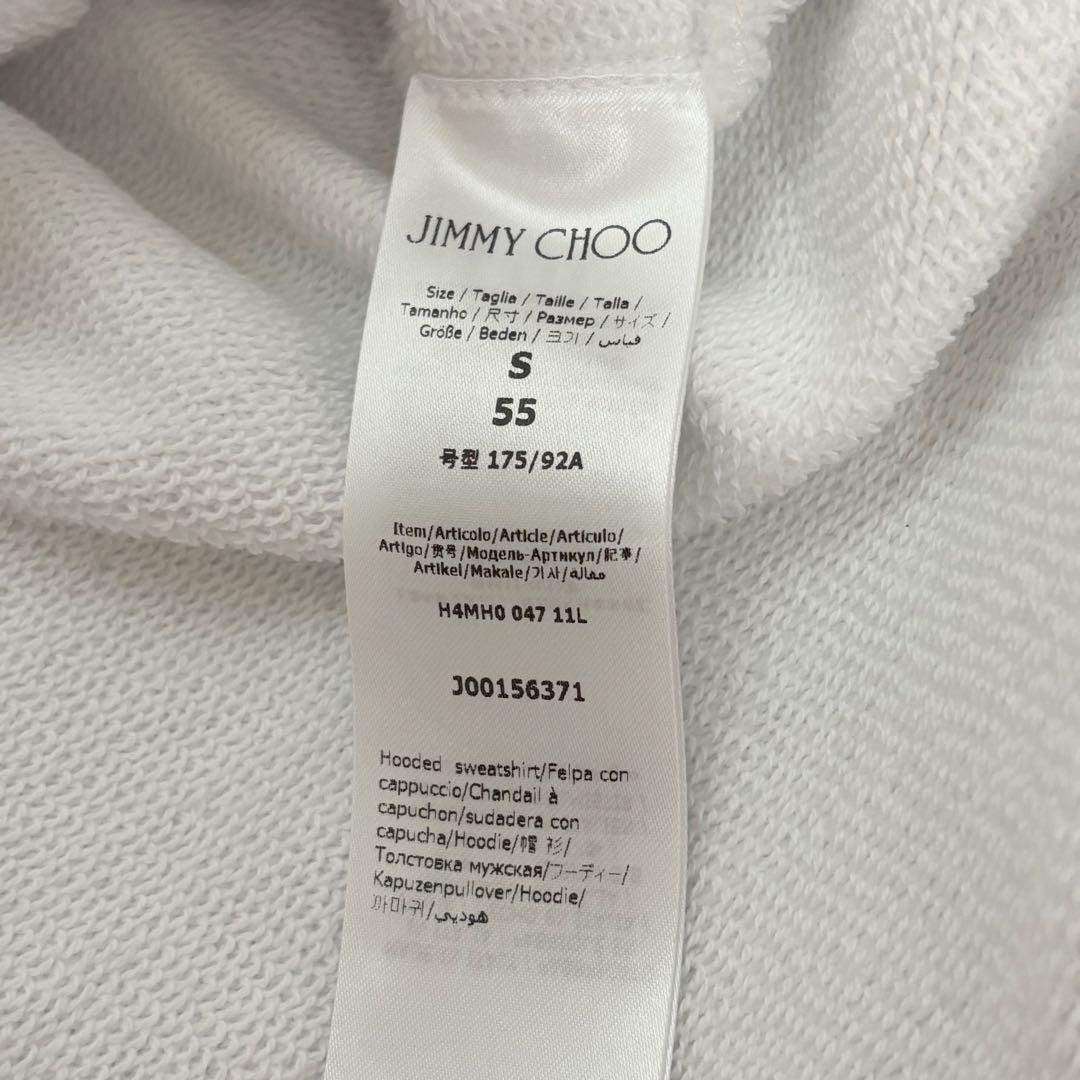 JIMMY CHOO
Size / Taglia / Taille / Talla /
Tamanho / 尺寸 / Размер / サイズ /
Größe / Beden / 크기 / قياس
S
55
号型 175/92A
Item/Articolo/Article/Artículo/
Artigo/货号/Модель-Артикул/記事/
Artikel/Makale/기사/مقالة
H4MH0 047 11L
J00156371
Hooded sweatshirt/Felpa con
cappuccio/Chandail à
capuchon/sudadera con
capucha/Hoodie/帽衫/
Толстовка мужская/フーディー/
Kapuzenpullover/Hoodie/
까마귀/هوديي